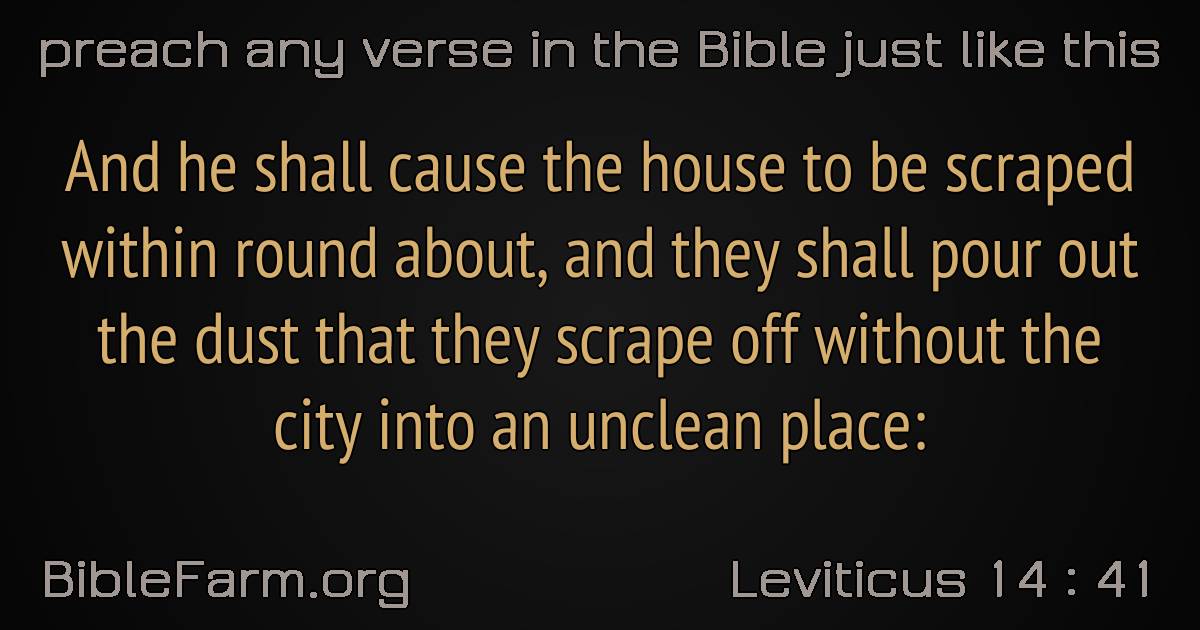 preach any verse in the Bible just like this
And he shall cause the house to be scraped
within round about, and they shall pour out
the dust that they scrape off without the
city into an unclean place:
BibleFarm.org
Leviticus 14 : 41